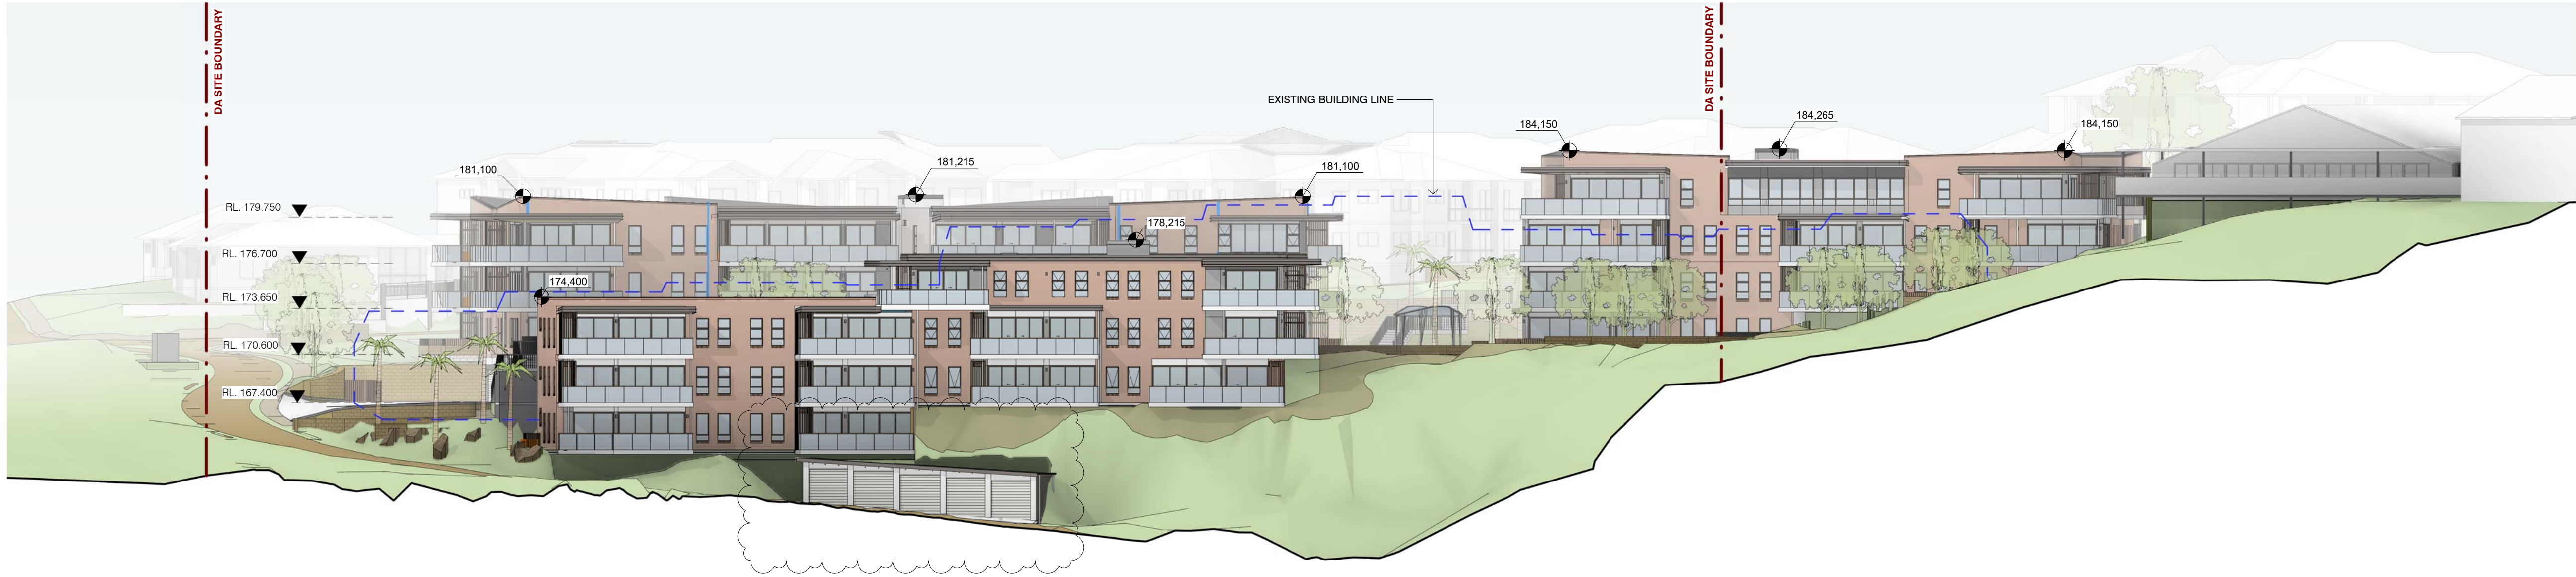 DA SITE BOUNDARY
DA SITE BOUNDARY
EXISTING BUILDING LINE
184,150
184,265
184,150
181,100
181,215
181,100
RL. 179.750
178,215
RL. 176.700
174,400
RL. 173.650
RL. 170.600
RL. 167.400